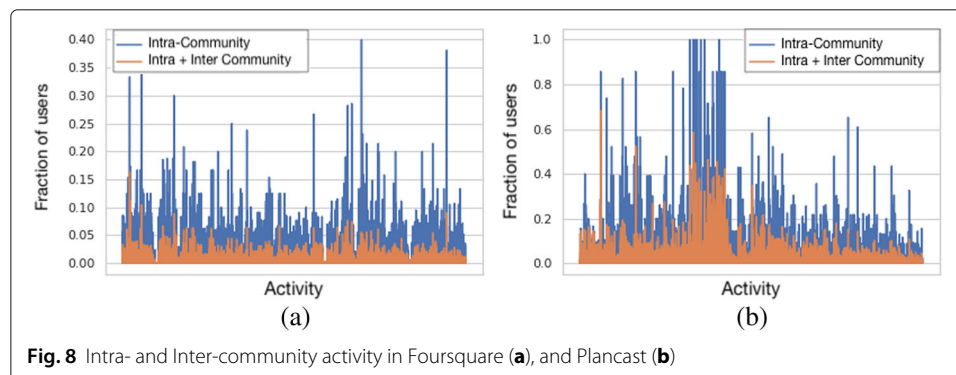 Intra-Community
Intra + Inter Community
0.40
0.35
0.30
0.25
0.20
0.15
0.10
0.05
0.00
Fraction of users
Activity
(a)
Intra-Community
Intra + Inter Community
1.0
0.8
0.6
0.4
0.2
0.0
Fraction of users
Activity
(b)
Fig. 8 Intra- and Inter-community activity in Foursquare (a), and Plancast (b)